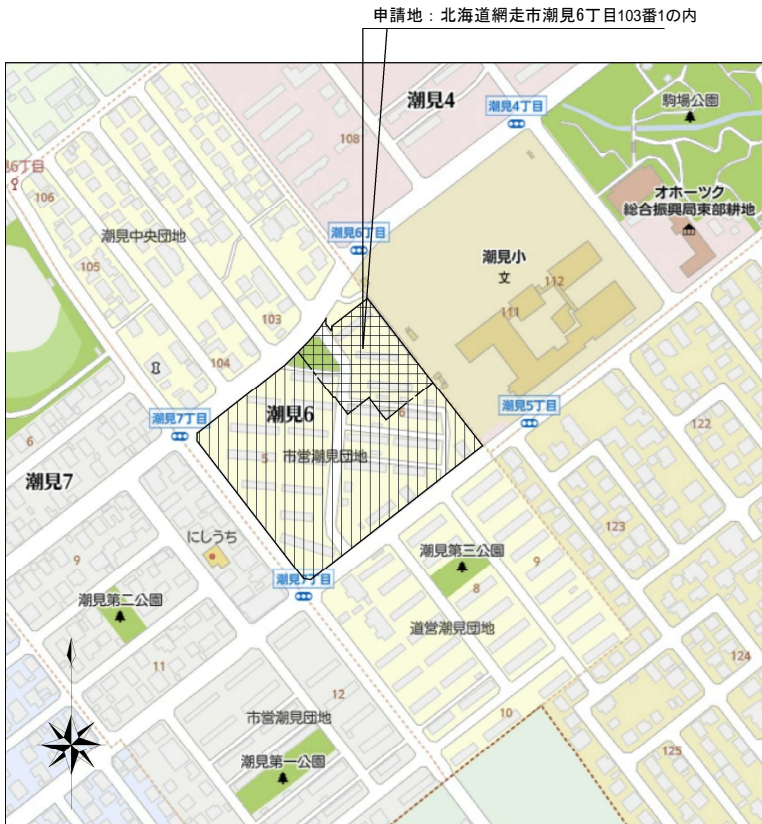 申請地：北海道網走市潮見6丁目103番1の内
潮見4
潮見4丁目
駒場公園
108
6丁目
106
オホーツク
総合振興局東部耕地
潮見中央団地
潮見6丁目
潮見小
文
112
105
111
103
104
潮見7丁目
潮見6
6
潮見5丁目
122
6
5
市営潮見団地
潮見7
123
にしうち
9
潮見第三公園
9
潮見7丁目
8
潮見第二公園
道営潮見団地
124
11
12
10
市営潮見団地
125
潮見第一公園